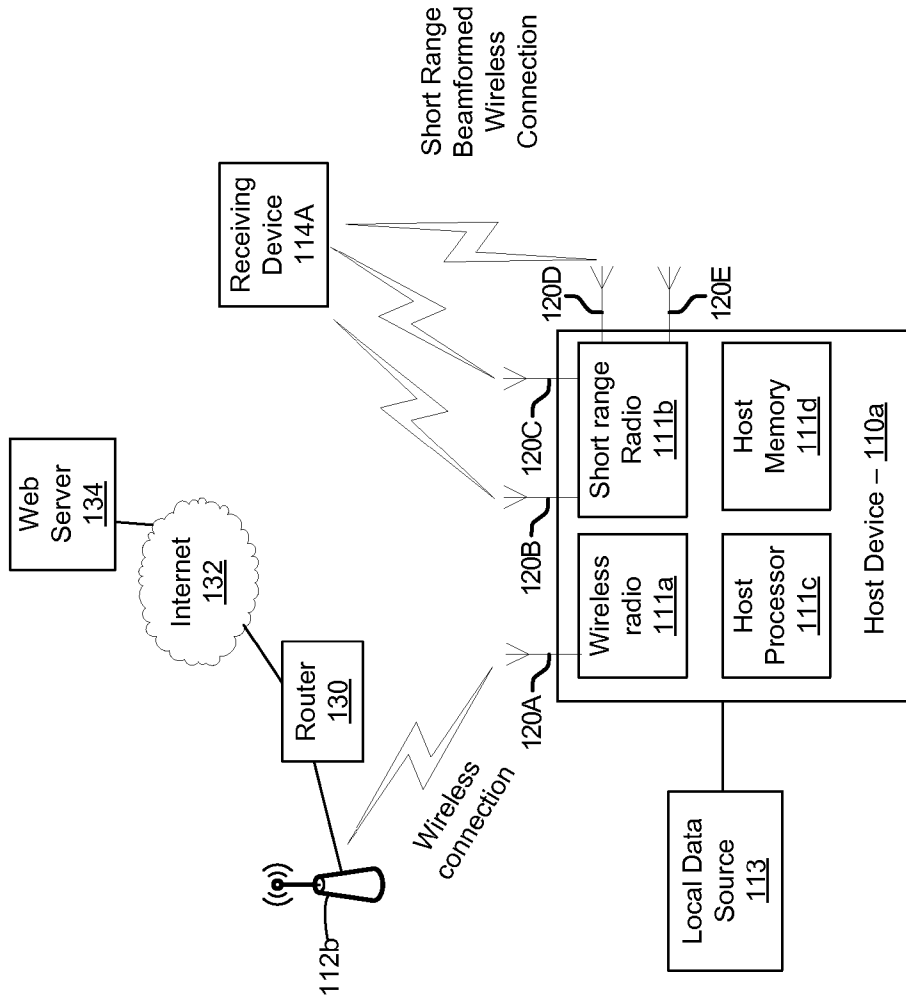 Web
Server
134
Internet
132
Router
130
112b
Wireless
connection
Receiving
Device
114A
Short Range
Beamformed
Wireless
Connection
120A
120B
120C
120D
120E
Wireless
radio
111a
Short range
Radio
111b
Host
Processor
111c
Host
Memory
111d
Host Device – 110a
Local Data
Source
113